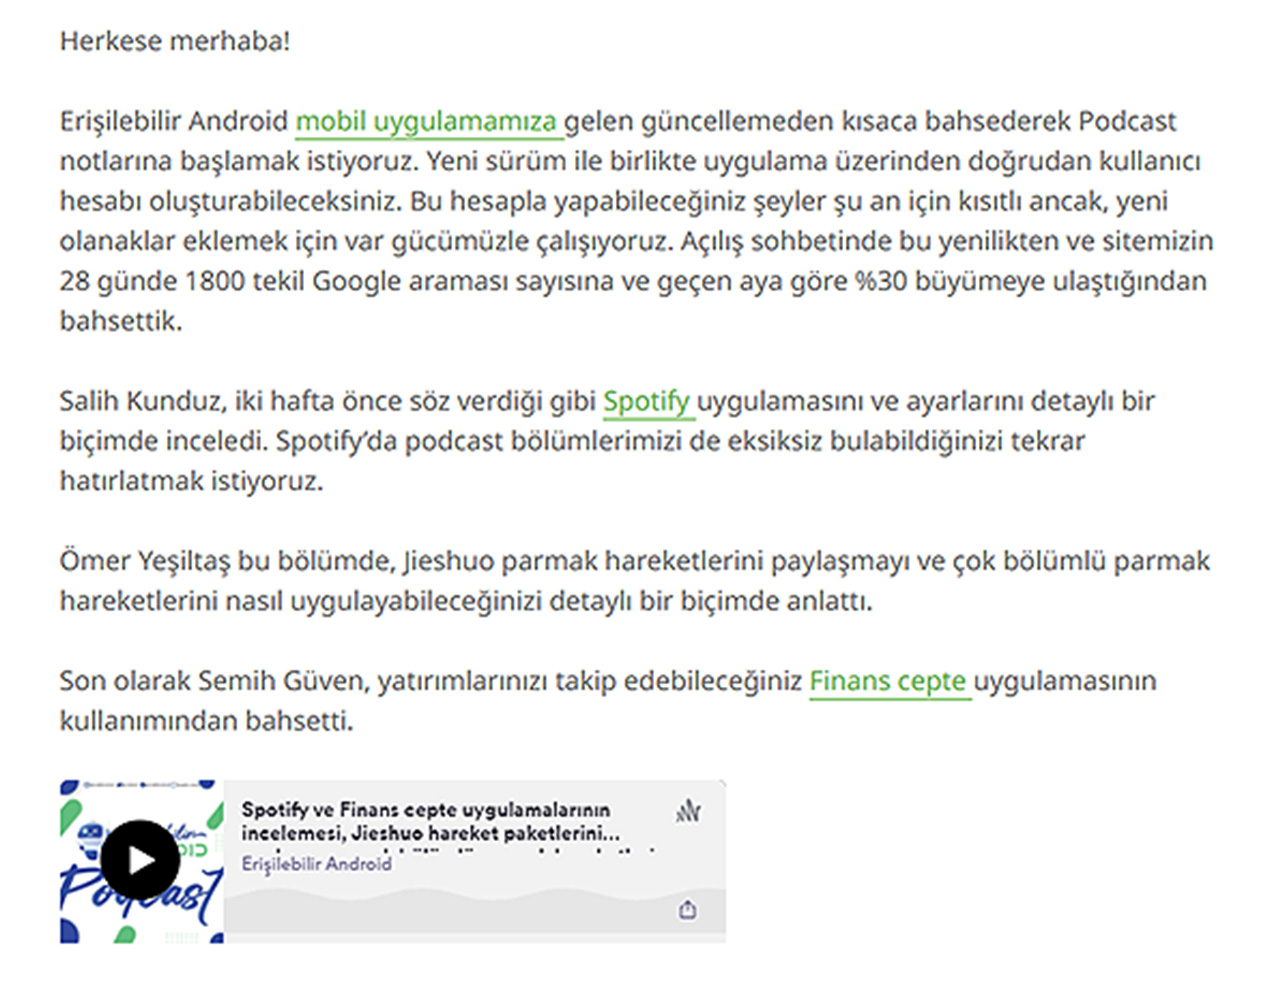 Herkese merhaba!
Erişilebilir Android mobil uygulamamıza gelen güncellemeden kısaca bahsederek Podcast
notlarına başlamak istiyoruz. Yeni sürüm ile birlikte uygulama üzerinden doğrudan kullanıcı
hesabı oluşturabileceksiniz. Bu hesapla yapabileceğiniz şeyler şu an için kısıtlı ancak, yeni
olanaklar eklemek için var gücümüzle çalışıyoruz. Açılış sohbetinde bu yenilikten ve sitemizin
28 günde 1800 tekil Google araması sayısına ve geçen aya göre %30 büyümeye ulaştığından
bahsettik.
Salih Kunduz, iki hafta önce söz verdiği gibi Spotify uygulamasını ve ayarlarını detaylı bir
biçimde inceledi. Spotify’da podcast bölümlerimizi de eksiksiz bulabildiğinizi tekrar
hatırlatmak istiyoruz.
Ömer Yeşiltaş bu bölümde, Jieshuo parmak hareketlerini paylaşmayı ve çok bölümlü parmak
hareketlerini nasıl uygulayabileceğinizi detaylı bir biçimde anlattı.
Son olarak Semih Güven, yatırımlarınızı takip edebileceğiniz Finans cepte uygulamasının
kullanımından bahsetti.
Spotify ve Finans cepte uygulamalarının
incelemesi, Jieshuo hareket paketlerini...
Erişilebilir Android
Podcast